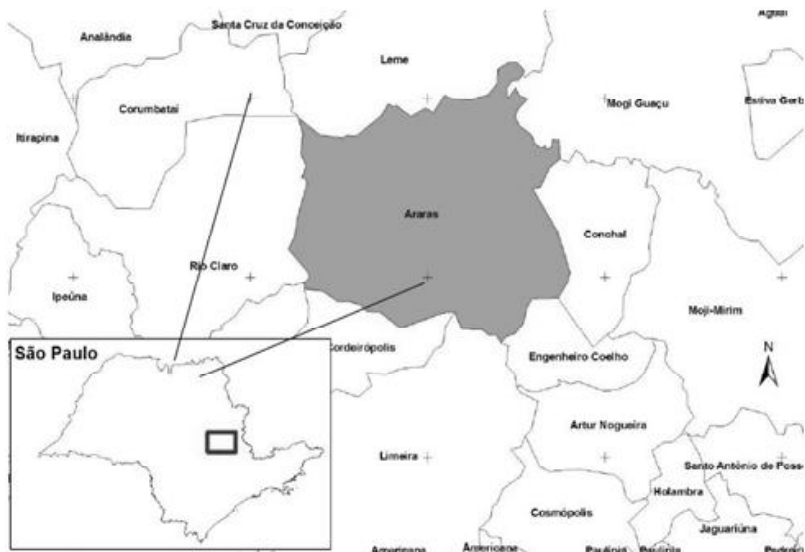 Santa Cruz da Conceição
Analândia
Leme
Corumbataí
Mogi Guaçu
Itirapina
Araras
Conchal
Rio Claro
Ipeúna
Moji-Mirim
São Paulo
Engenheiro Coelho
N
Artur Nogueira
Limeira
Holambra
Cosmópolis
Jaguariúna
Americana